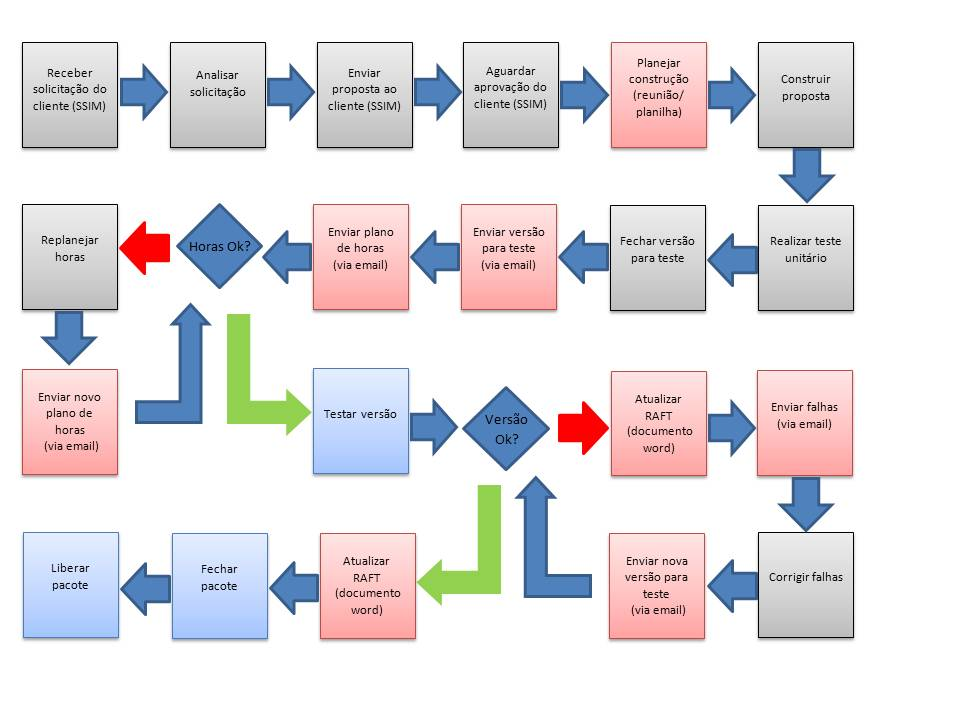 Receber
solicitação do
cliente (SSIM)
Analisar
solicitação
Enviar
proposta ao
cliente (SSIM)
Aguardar
aprovação do
cliente (SSIM)
Planejar
construção
(reunião/
planilha)
Construir
proposta
Replanejar
horas
Horas Ok?
Enviar plano
de horas
(via email)
Enviar versão
para teste
(via email)
Fechar versão
para teste
Realizar teste
unitário
Enviar novo
plano de
horas
(via email)
Testar versão
Versão
Ok?
Atualizar
RAFT
(documento
word)
Enviar falhas
(via email)
Liberar
pacote
Fechar
pacote
Atualizar
RAFT
(documento
word)
Enviar nova
versão para
teste
(via email)
Corrigir falhas